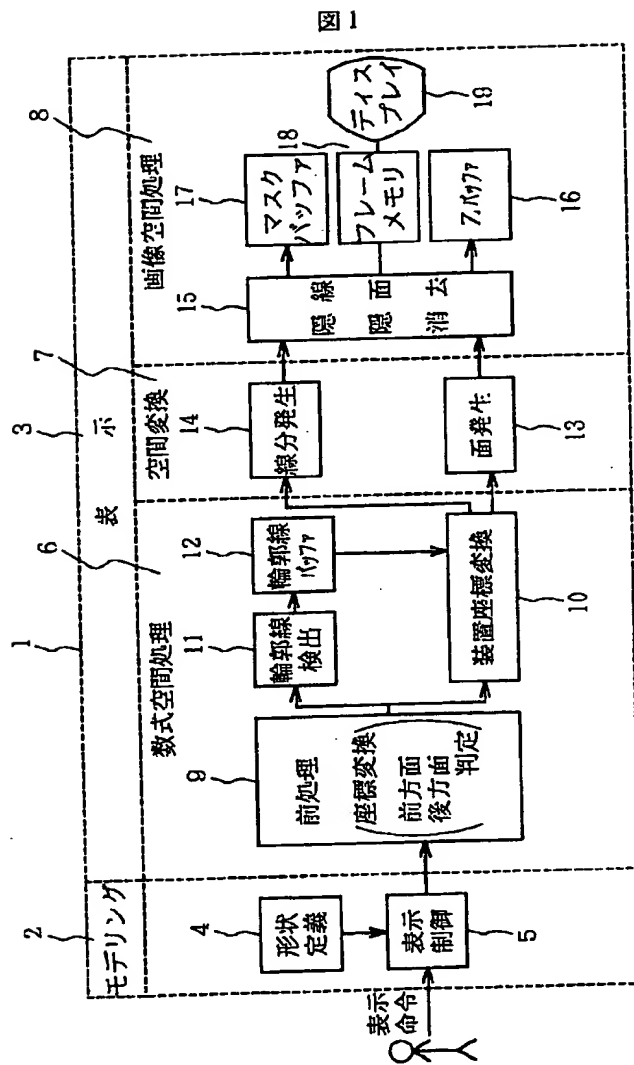 図1
1
2
モデリング
3
表示
4
形状
定義
表示
命令
表示
制御
5
6
数式空間処理
9
前処理
座標変換
前方面
後方面
判定
11
輪郭線
検出
12
輪郭線
バッファ
装置座標変換
10
7
空間変換
14
線分発生
面発生
13
8
画像空間処理
15
隠線
隠面
消去
17
マスク
バッファ
18
フレーム
メモリ
ディス
プレイ
19
Zバッファ
16